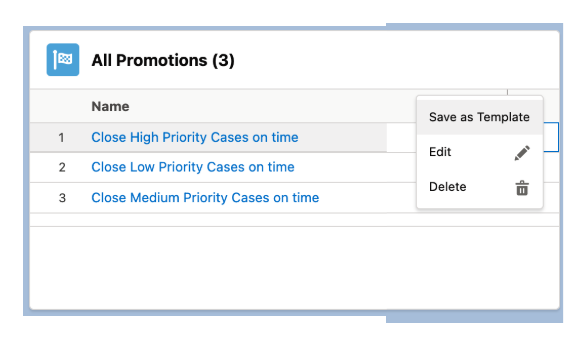 All Promotions (3)
Name
Save as Template
1 Close High Priority Cases on time
Edit
2 Close Low Priority Cases on time
Delete
3 Close Medium Priority Cases on time